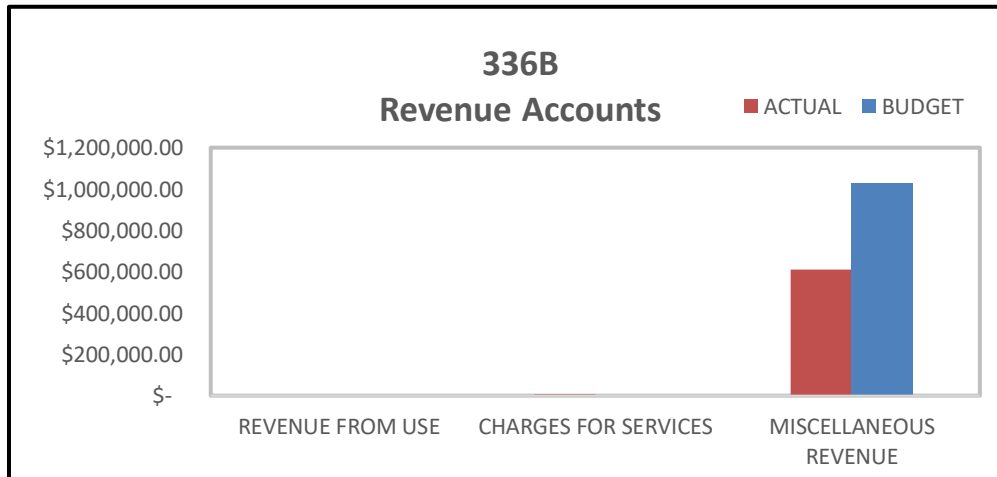 336B
Revenue Accounts
ACTUAL BUDGET
$1,200,000.00
$1,000,000.00
$800,000.00
$600,000.00
$400,000.00
$200,000.00
$-
REVENUE FROM USE CHARGES FOR SERVICES MISCELLANEOUS
REVENUE